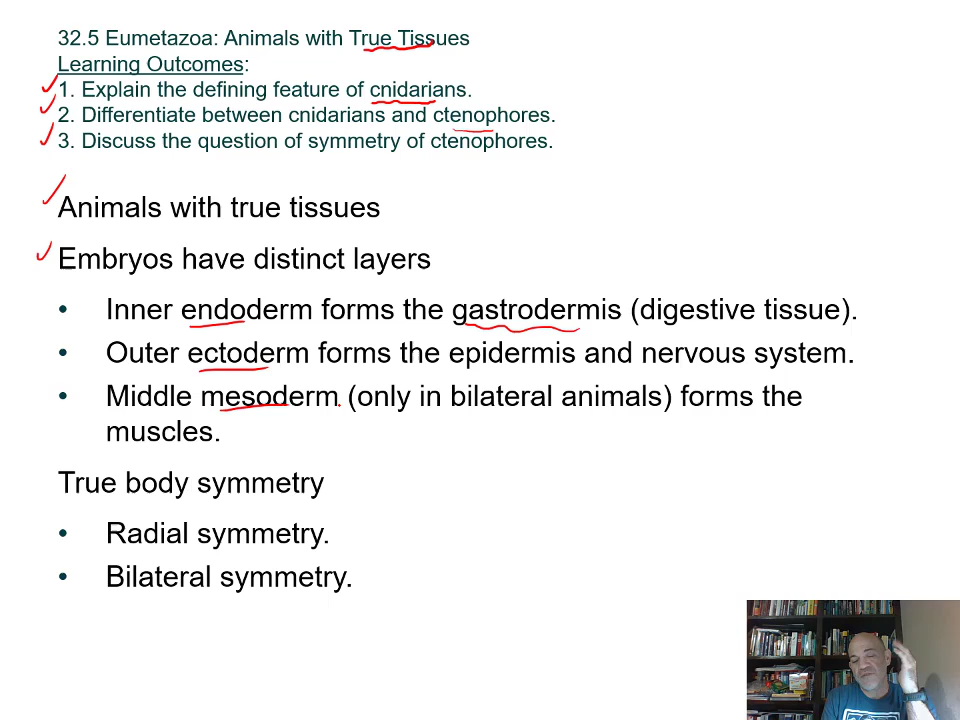 32.5 Eumetazoa: Animals with True Tissues
Learning Outcomes:
1. Explain the defining feature of cnidarians.
2. Differentiate between cnidarians and ctenophores.
3. Discuss the question of symmetry of ctenophores.
Animals with true tissues
Embryos have distinct layers
• Inner endoderm forms the gastrodermis (digestive tissue).
• Outer ectoderm forms the epidermis and nervous system.
• Middle mesoderm (only in bilateral animals) forms the
muscles.
True body symmetry
• Radial symmetry.
• Bilateral symmetry.